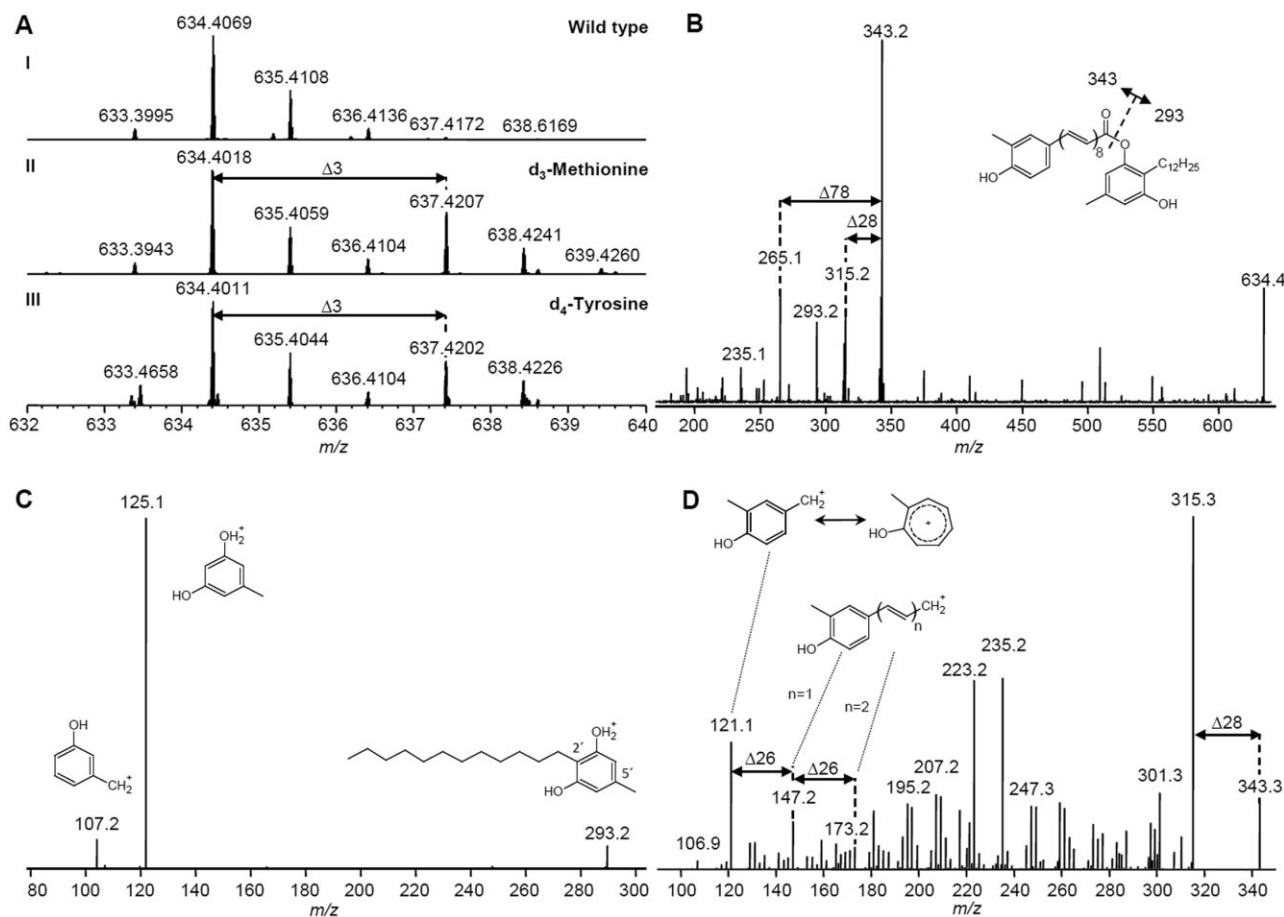 A
Wild type
I
634.4069
633.3995
635.4108
636.4136
637.4172
638.6169
II
d3-Methionine
634.4018
Δ3
633.3943
635.4059
636.4104
637.4207
638.4241
639.4260
III
d4-Tyrosine
634.4011
Δ3
633.4658
635.4044
636.4104
637.4202
638.4226
632 633 634 635 636 637 638 639 640
m/z
B
343.2
343
293
O
8
O
C12H25
HO
OH
Δ78
Δ28
265.1
315.2
293.2
235.1
634.4
200 250 300 350 400 450 500 550 600
m/z
C
125.1
OH2+
HO
OH
CH2+
107.2
OH2+
2´
5´
HO
293.2
80 100 120 140 160 180 200 220 240 260 280 300
m/z
D
CH2+
HO
HO
+
315.3
CH2+
n
HO
n=1
n=2
121.1
Δ26
Δ26
147.2
173.2
106.9
195.2
207.2
223.2
235.2
247.3
301.3
Δ28
343.3
100 120 140 160 180 200 220 240 260 280 300 320 340
m/z